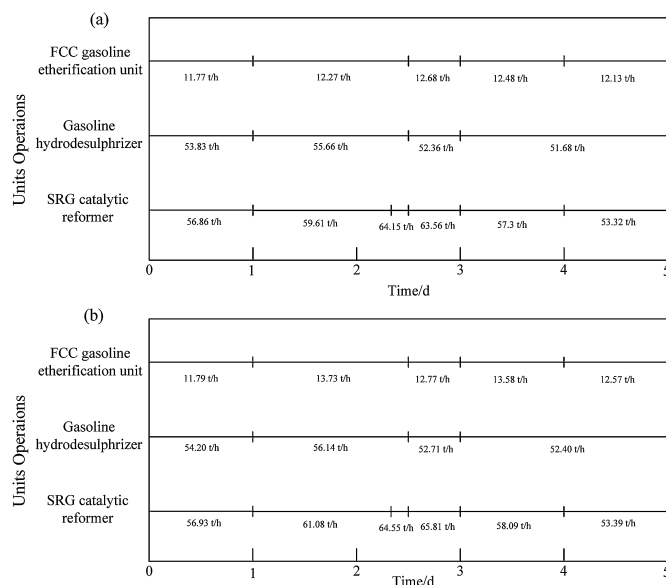 (a)
FCC gasoline
etherification unit
11.77 t/h 12.27 t/h 12.68 t/h 12.48 t/h 12.13 t/h
Gasoline
hydrodesulphrizer
53.83 t/h 55.66 t/h 52.36 t/h 51.68 t/h
SRG catalytic
reformer
56.86 t/h 59.61 t/h 64.15 t/h 63.56 t/h 57.3 t/h 53.32 t/h
Units Operaions
0 1 2 3 4 5
Time/d
(b)
FCC gasoline
etherification unit
11.79 t/h 13.73 t/h 12.77 t/h 13.58 t/h 12.57 t/h
Gasoline
hydrodesulphrizer
54.20 t/h 56.14 t/h 52.71 t/h 52.40 t/h
SRG catalytic
reformer
56.93 t/h 61.08 t/h 64.55 t/h 65.81 t/h 58.09 t/h 53.39 t/h
Units Operaions
0 1 2 3 4 5
Time/d